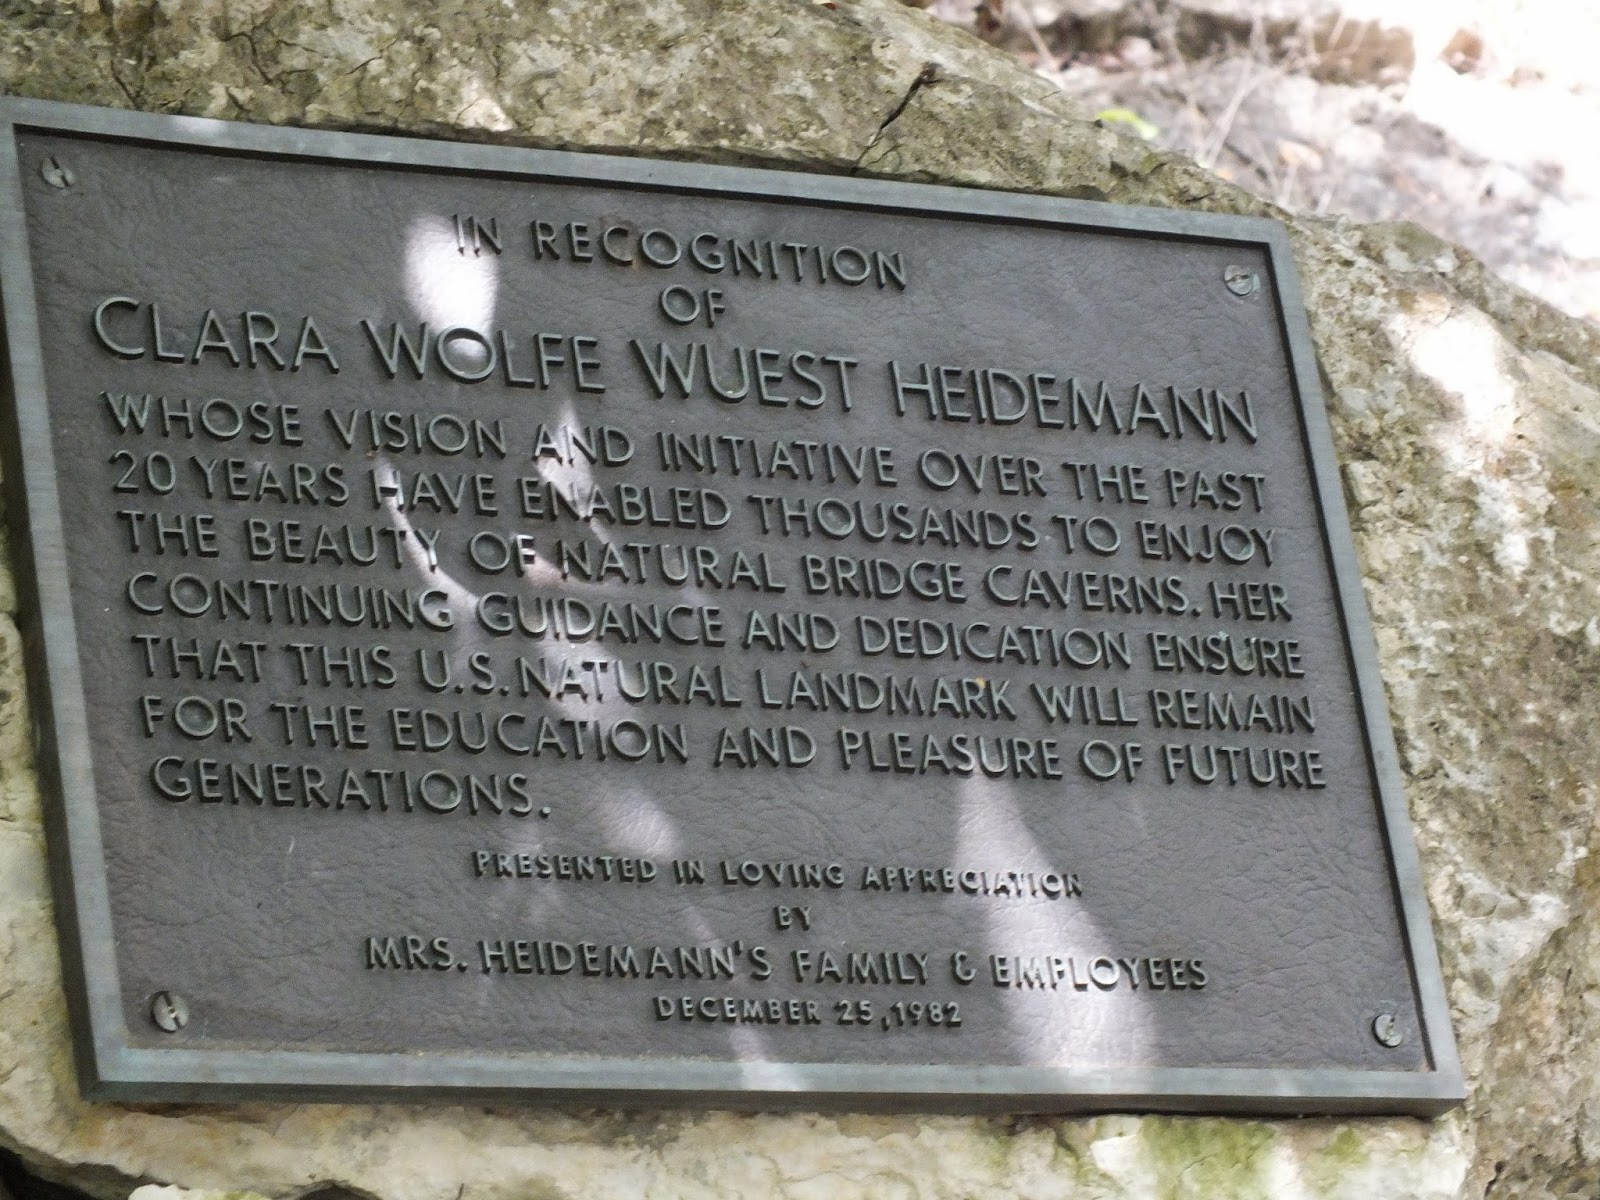 IN RECOGNITION
OF
CLARA WOLFE WUEST HEIDEMANN
WHOSE VISION AND INITIATIVE OVER THE PAST
20 YEARS HAVE ENABLED THOUSANDS TO ENJOY
THE BEAUTY OF NATURAL BRIDGE CAVERNS. HER
CONTINUING GUIDANCE AND DEDICATION ENSURE
THAT THIS U.S. NATURAL LANDMARK WILL REMAIN
FOR THE EDUCATION AND PLEASURE OF FUTURE
GENERATIONS.
PRESENTED IN LOVING APPRECIATION
BY
MRS. HEIDEMANN'S FAMILY & EMPLOYEES
DECEMBER 25, 1982